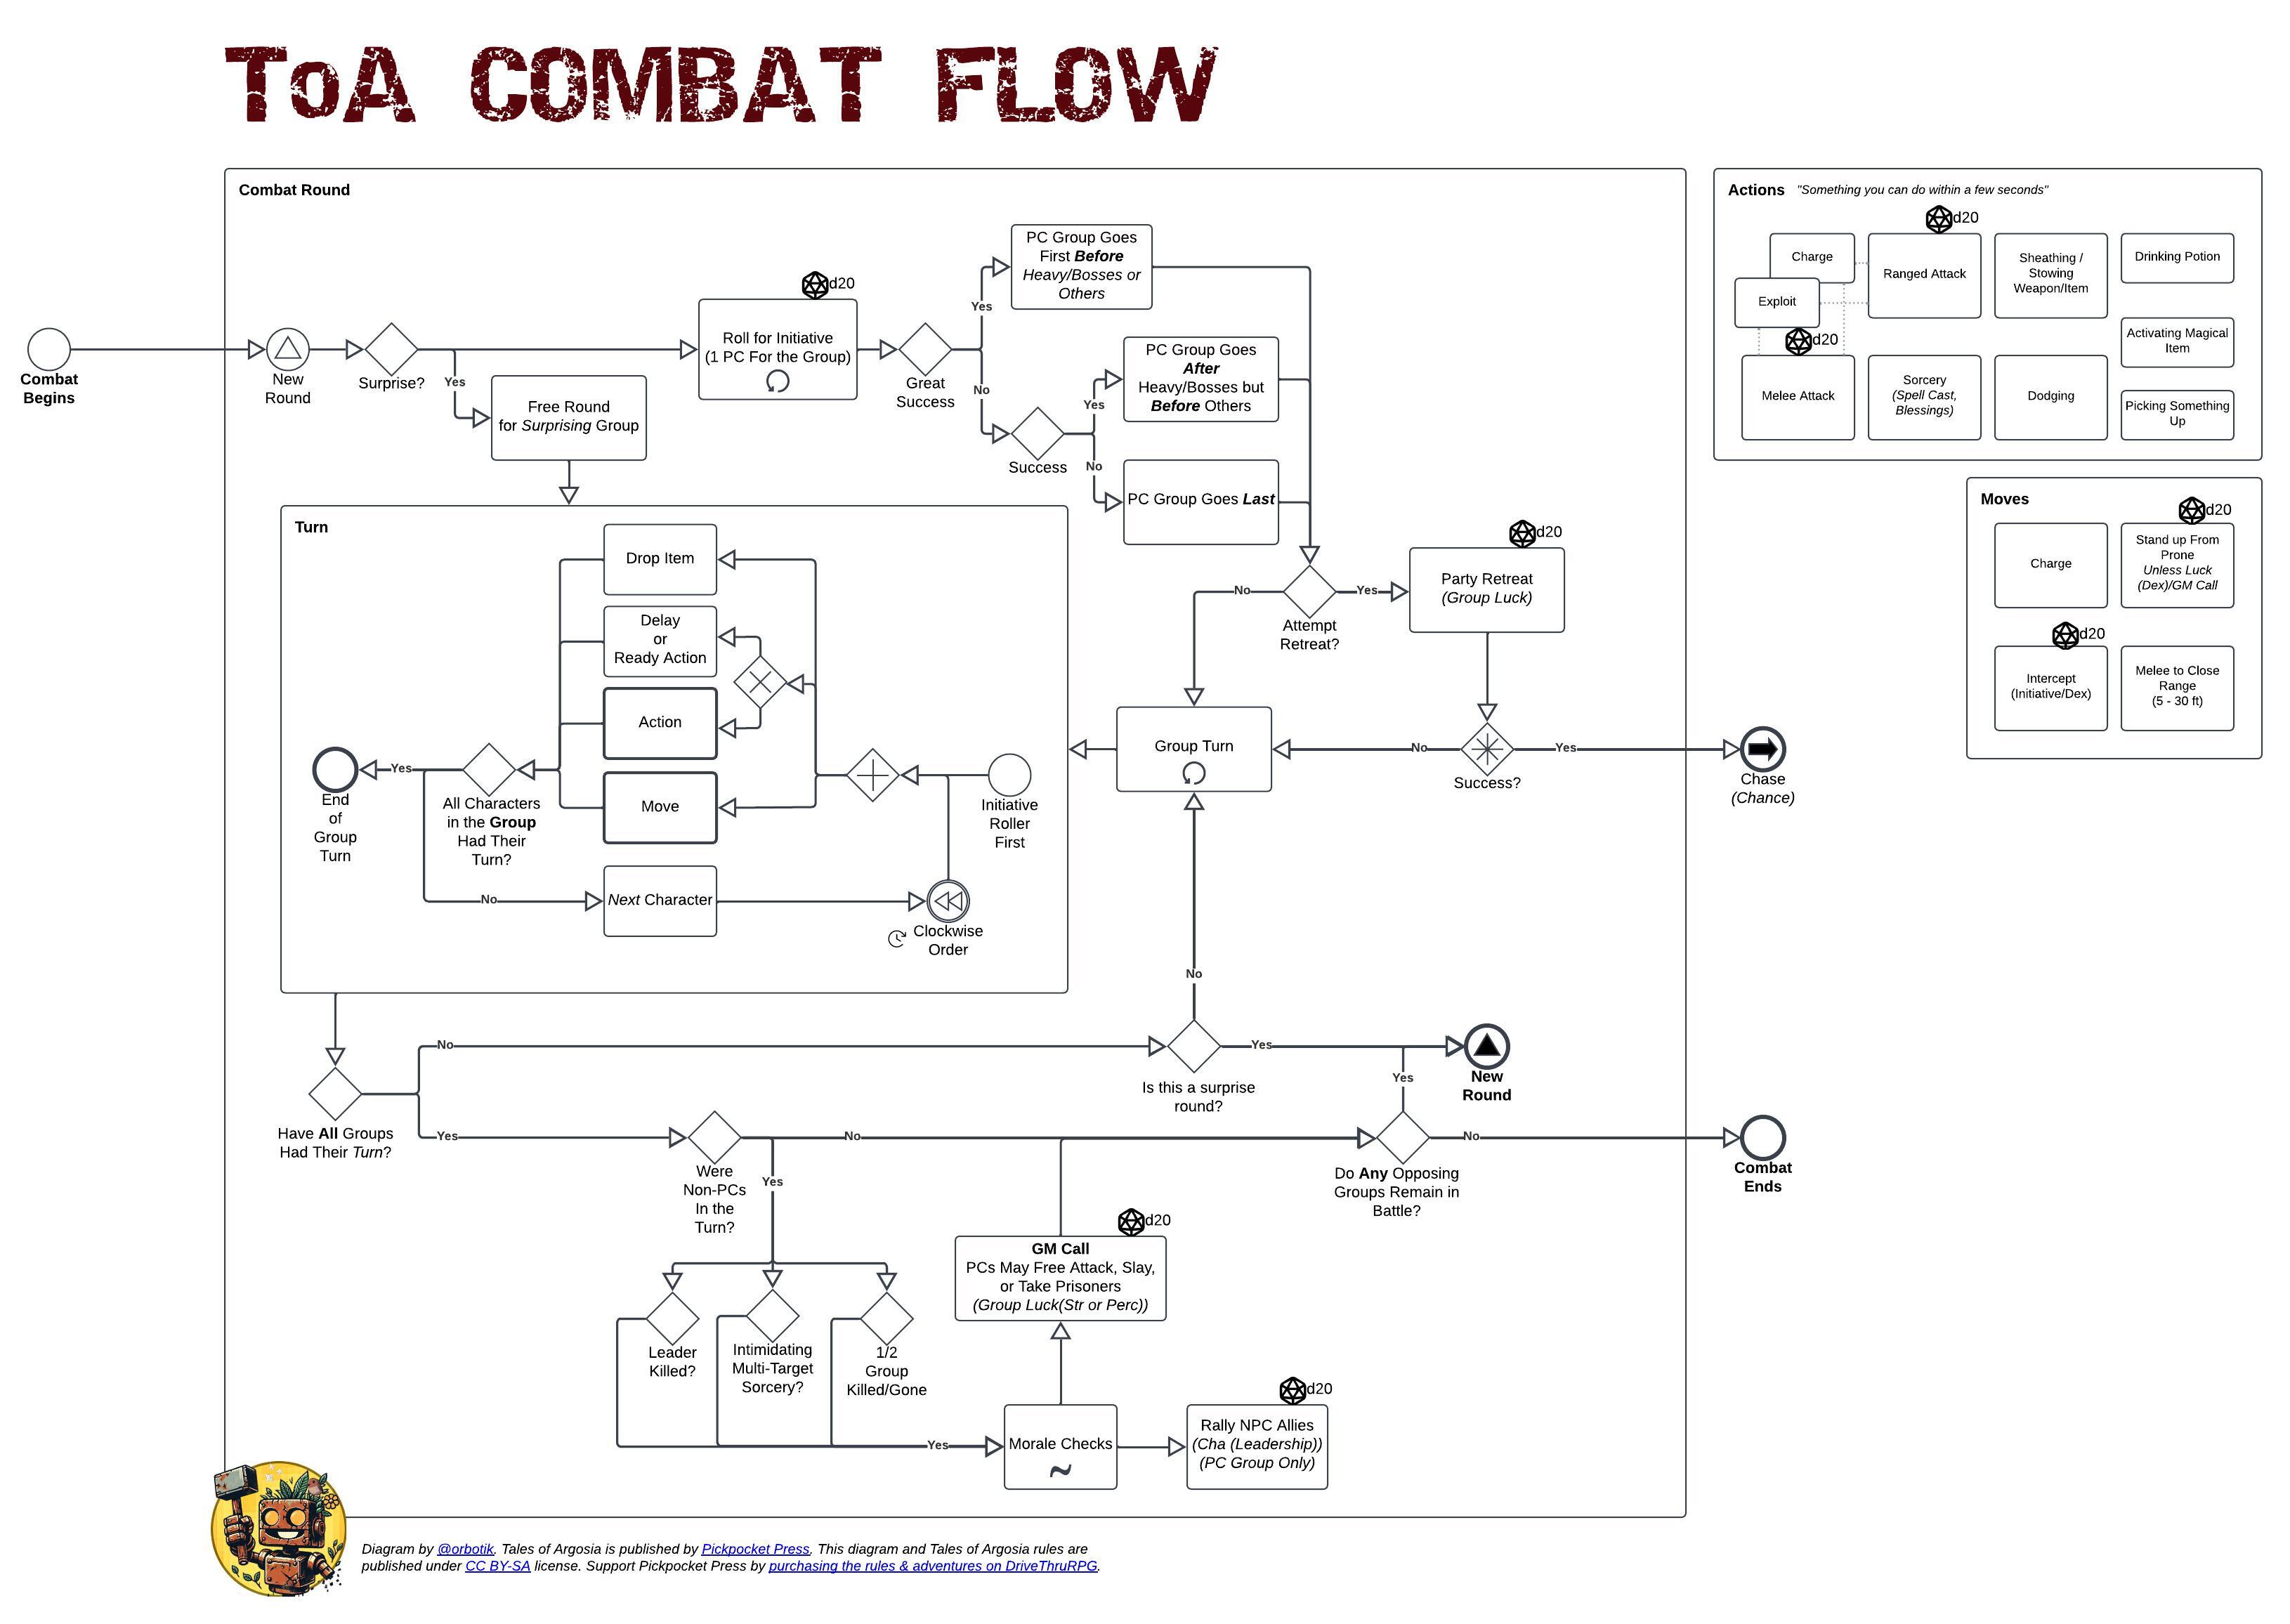 ToA COMBAT FLOW
Combat Round
Combat
Begins
New
Round
Surprise?
Yes
Free Round
for Surprising Group
d20
Roll for Initiative
(1 PC For the Group)
Great
Success
Yes
No
PC Group Goes
First Before
Heavy/Bosses or
Others
Success
Yes
No
PC Group Goes
After
Heavy/Bosses but
Before Others
PC Group Goes Last
Attempt
Retreat?
No
Yes
d20
Party Retreat
(Group Luck)
Success?
No
Yes
Chase
(Chance)
Group Turn
Turn
Drop Item
Delay
or
Ready Action
Action
Move
Initiative
Roller
First
All Characters
in the Group
Had Their
Turn?
Yes
End
of
Group
Turn
No
Next Character
Clockwise
Order
Have All Groups
Had Their Turn?
No
Yes
Is this a surprise
round?
No
Yes
New
Round
Were
Non-PCs
In the
Turn?
No
Yes
Do Any Opposing
Groups Remain in
Battle?
Yes
No
Combat
Ends
Leader
Killed?
Intimidating
Multi-Target
Sorcery?
1/2
Group
Killed/Gone
Yes
Morale Checks
~
d20
GM Call
PCs May Free Attack, Slay,
or Take Prisoners
(Group Luck(Str or Perc))
d20
Rally NPC Allies
(Cha (Leadership))
(PC Group Only)
Actions "Something you can do within a few seconds"
Charge
Exploit
d20
Ranged Attack
Sheathing /
Stowing
Weapon/Item
Drinking Potion
Activating Magical
Item
d20
Melee Attack
Sorcery
(Spell Cast,
Blessings)
Dodging
Picking Something
Up
Moves
Charge
d20
Stand up From
Prone
Unless Luck
(Dex)/GM Call
d20
Intercept
(Initiative/Dex)
Melee to Close
Range
(5 - 30 ft)
Diagram by @orbotik. Tales of Argosia is published by Pickpocket Press. This diagram and Tales of Argosia rules are
published under CC BY-SA license. Support Pickpocket Press by purchasing the rules & adventures on DriveThruRPG.